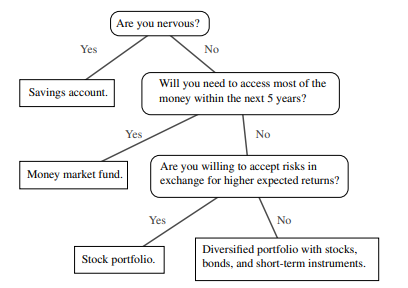 Are you nervous?
Yes
No
Savings account.
Will you need to access most of the
money within the next 5 years?
Yes
No
Money market fund.
Are you willing to accept risks in
exchange for higher expected returns?
Yes
No
Stock portfolio.
Diversified portfolio with stocks,
bonds, and short-term instruments.